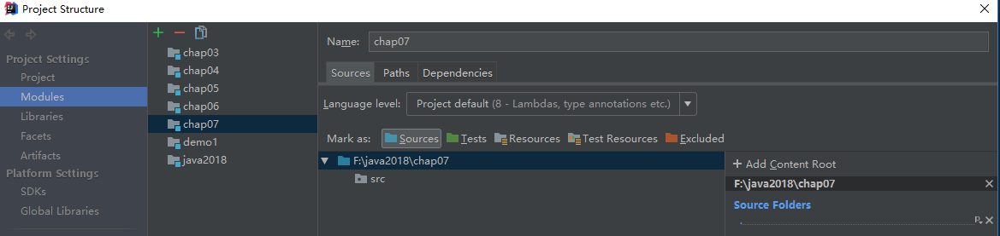 Project Structure
Project Settings
Project
Modules
Libraries
Facets
Artifacts
Platform Settings
SDKs
Global Libraries
chap03
chap04
chap05
chap06
chap07
demo1
java2018
Name: chap07
Sources Paths Dependencies
Language level: Project default (8 - Lambdas, type annotations etc.)
Mark as: Sources Tests Resources Test Resources Excluded
F:\java2018\chap07
src
+ Add Content Root
F:\java2018\chap07
Source Folders
.
P